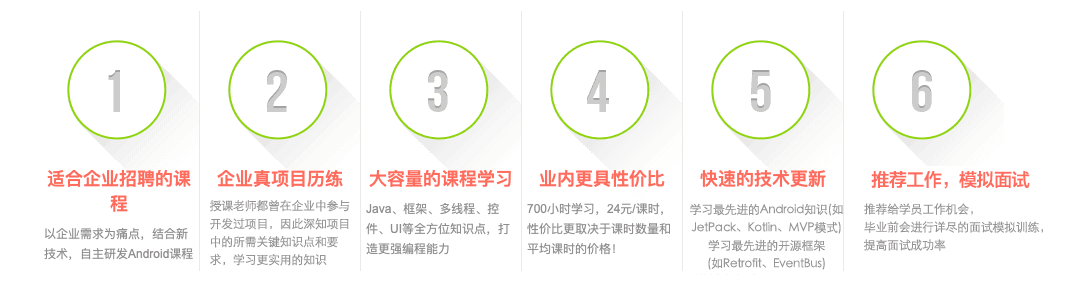 1
适合企业招聘的课
程
以企业需求为痛点，结合新
技术，自主研发Android课程
2
企业真项目历练
授课老师都曾在企业中参与
开发过项目，因此深知项目
中的所需关键知识点和要
求，学习更实用的知识
3
大容量的课程学习
Java、框架、多线程、控
件、UI等全方位知识点，打
造更强编程能力
4
业内更具性价比
700小时学习，24元/课时，
性价比更取决于课时数量和
平均课时的价格！
5
快速的技术更新
学习最先进的Android知识(如
JetPack、Kotlin、MVP模式)
学习最先进的开源框架
(如Retrofit、EventBus)
6
推荐工作，模拟面试
推荐给学员工作机会，
毕业前会进行详尽的面试模拟训练，
提高面试成功率